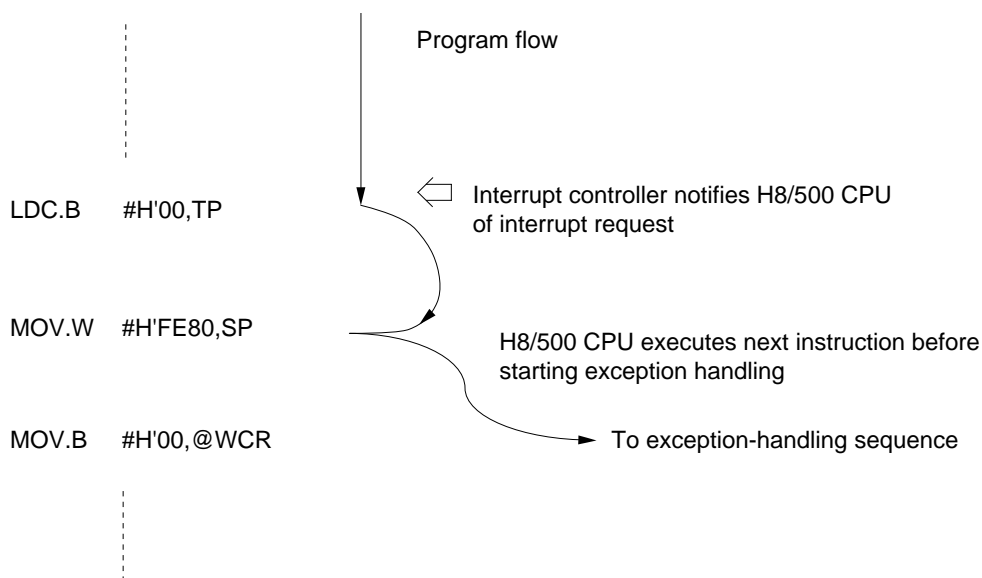 Program flow
LDC.B #H'00,TP
Interrupt controller notifies H8/500 CPU
of interrupt request
MOV.W #H'FE80,SP
H8/500 CPU executes next instruction before
starting exception handling
MOV.B #H'00,@WCR
To exception-handling sequence